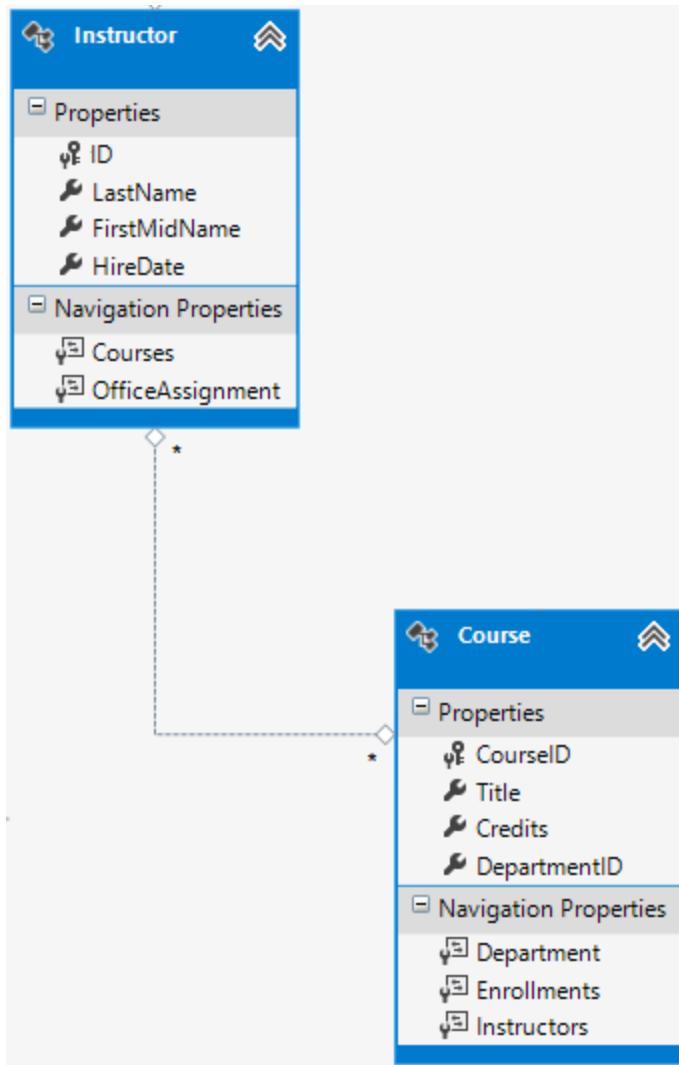 Instructor
Properties
ID
LastName
FirstMidName
HireDate
Navigation Properties
Courses
OfficeAssignment
*
*
Course
Properties
CourseID
Title
Credits
DepartmentID
Navigation Properties
Department
Enrollments
Instructors